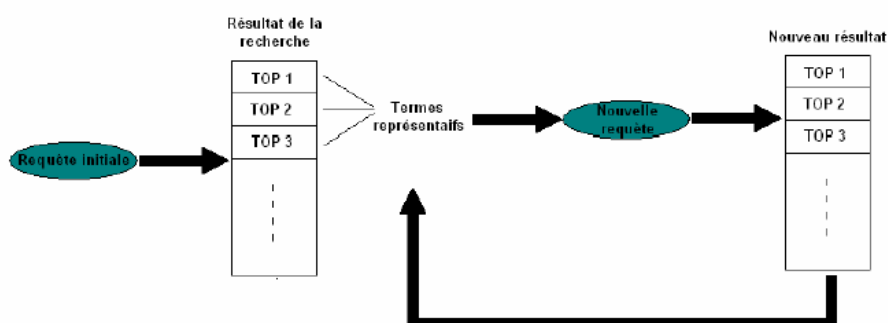 Résultat de la
recherche
TOP 1
TOP 2
TOP 3
Requête initiale
Termes
représentaifs
Nouvelle
requête
Nouveau résultat
TOP 1
TOP 2
TOP 3